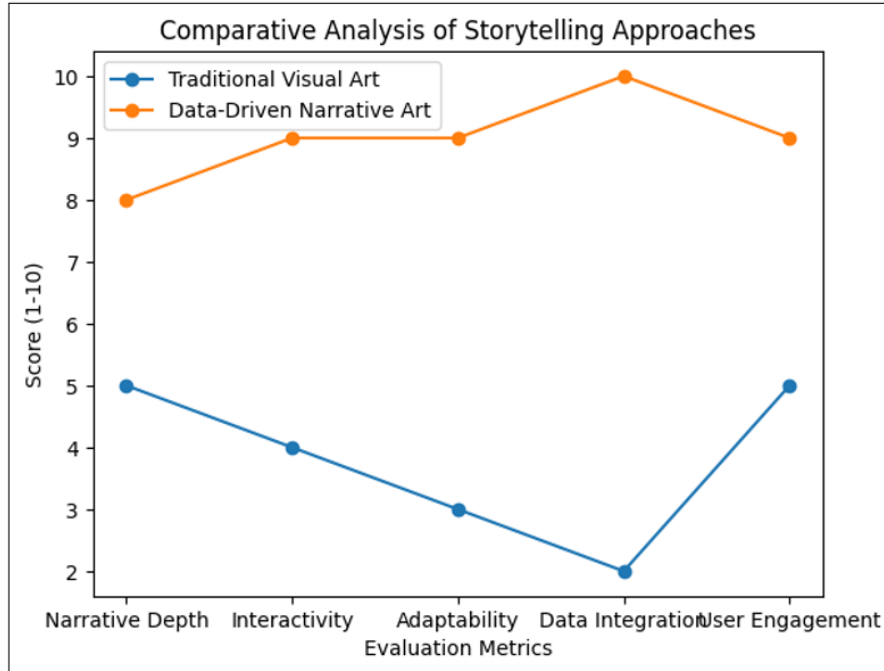 Comparative Analysis of Storytelling Approaches
Traditional Visual Art
Data-Driven Narrative Art
10
9
8
7
6
5
4
3
2
Score (1-10)
Narrative Depth Interactivity Adaptability Data Integration User Engagement
Evaluation Metrics